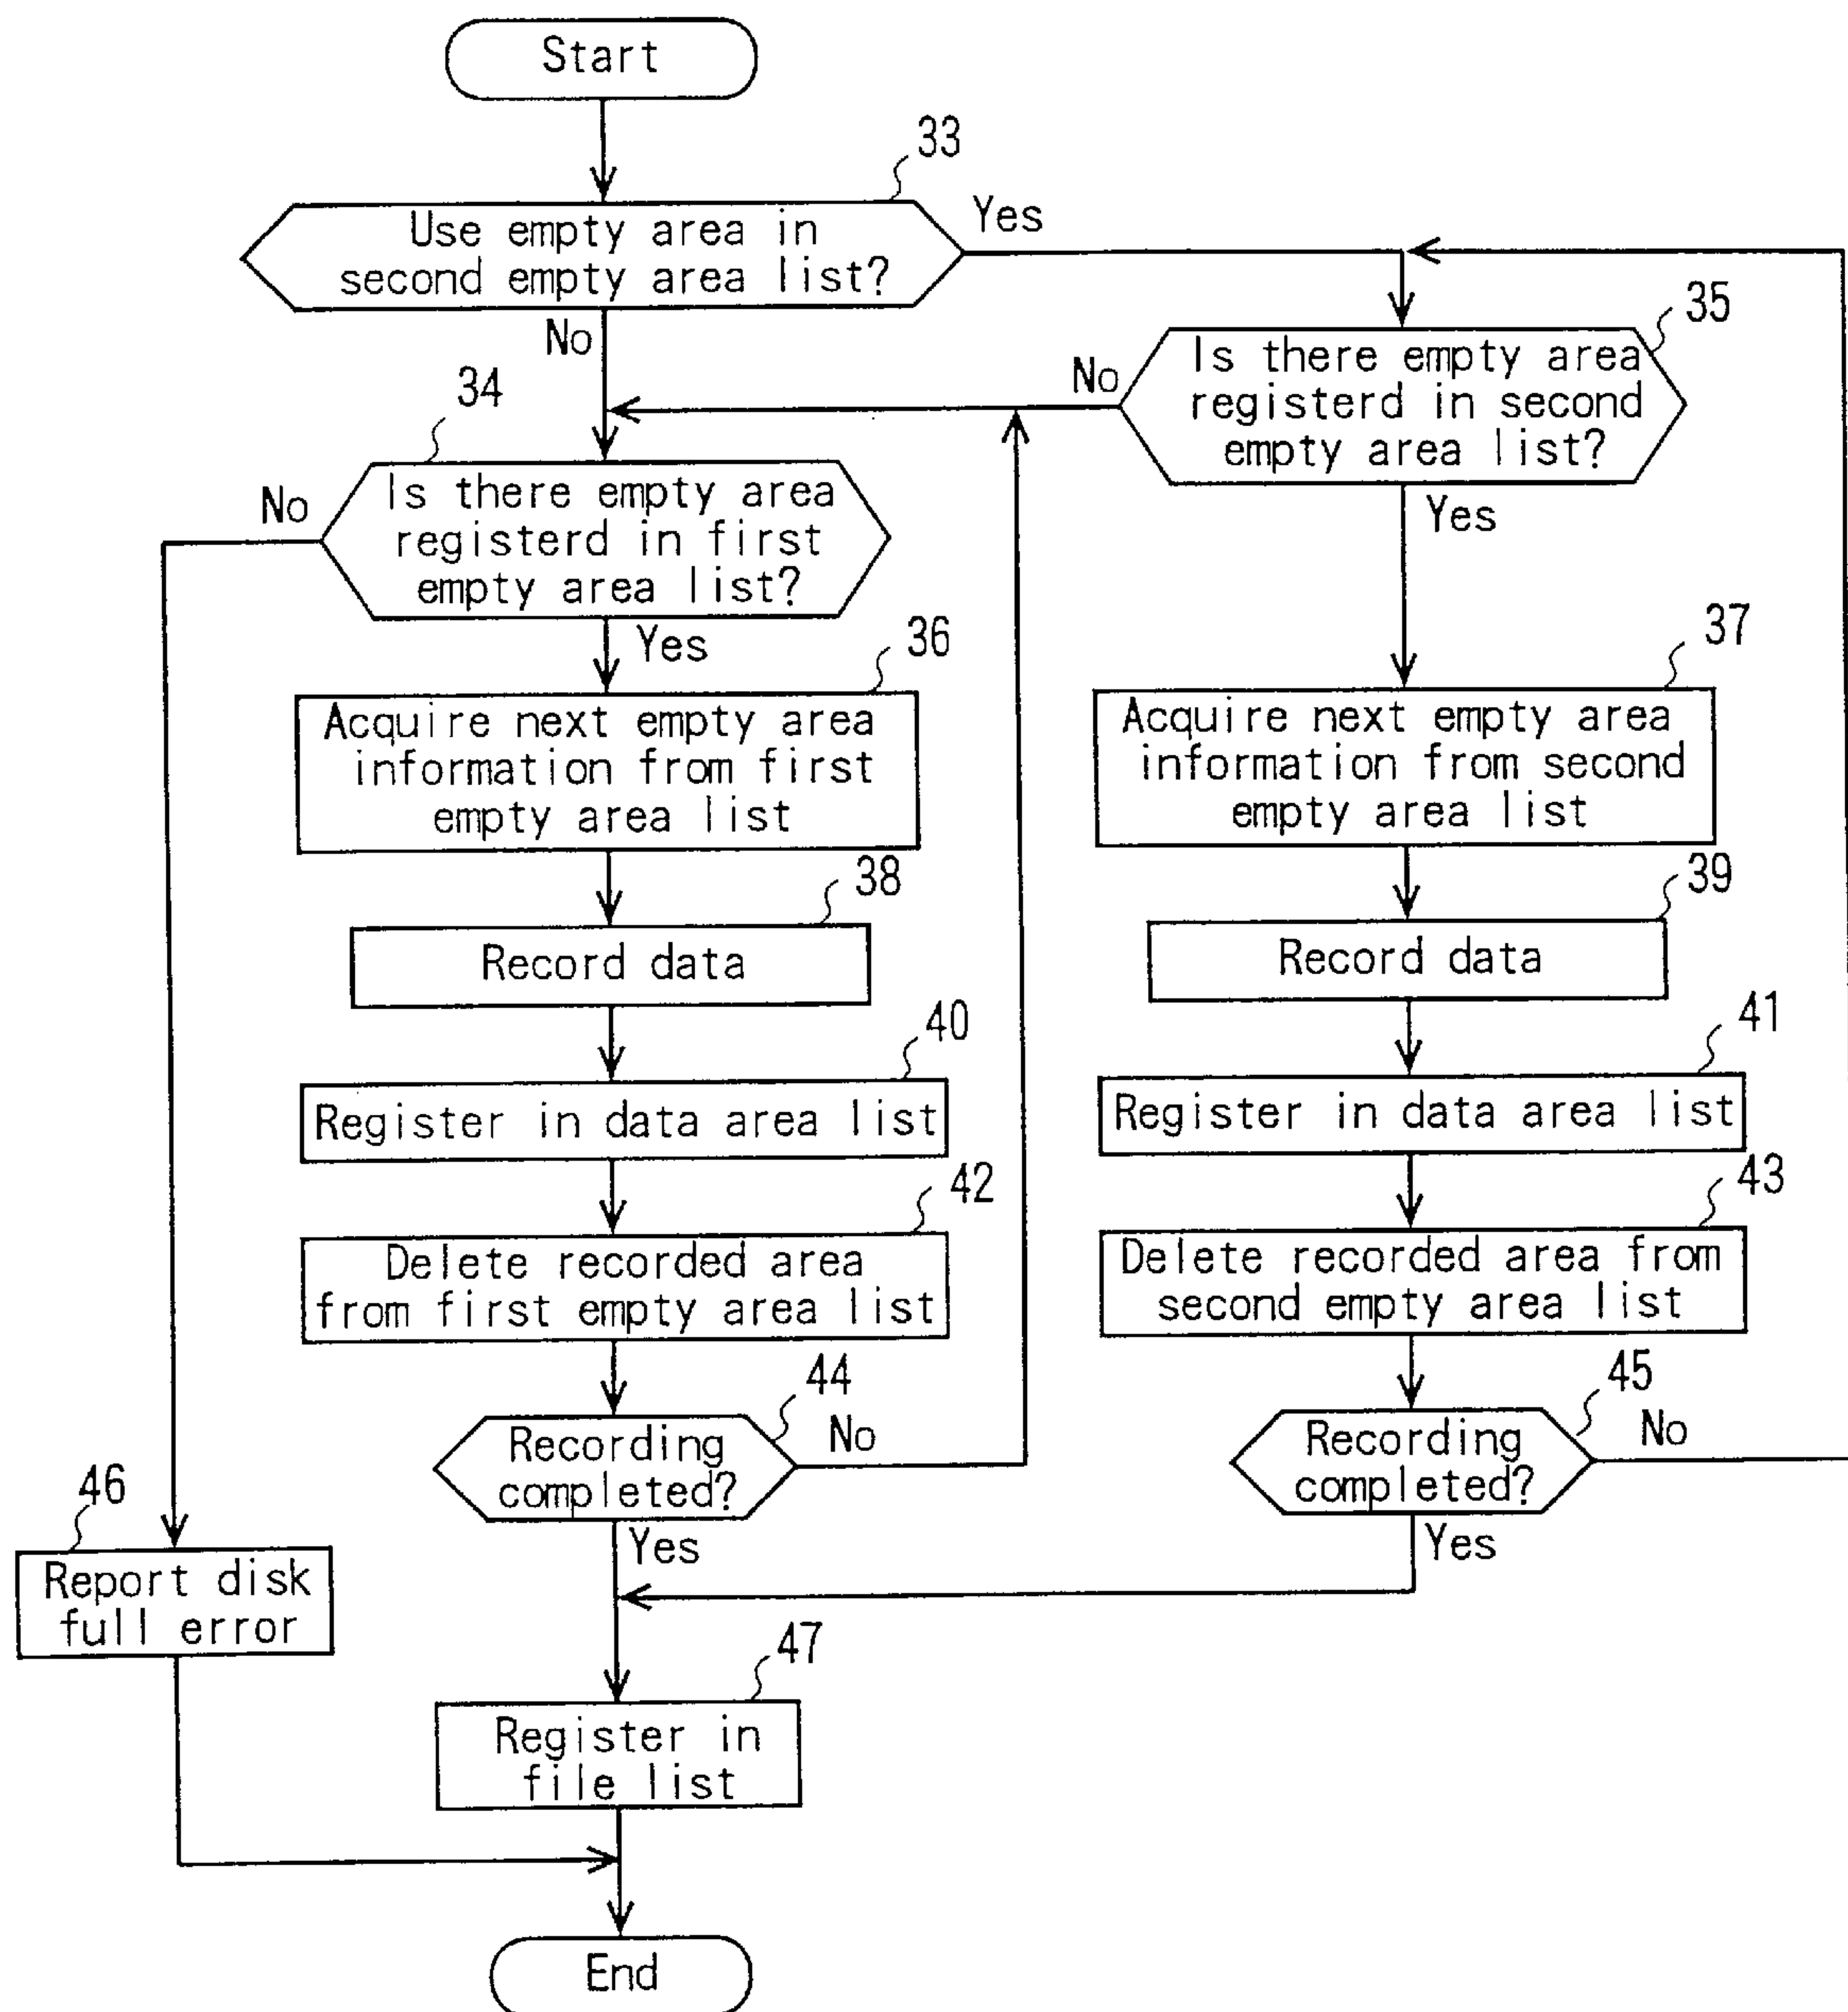 Start
33
Use empty area in
second empty area list?
Yes
No
35
Is there empty area
registerd in second
empty area list?
No
Yes
34
Is there empty area
registerd in first
empty area list?
No
Yes
36
Acquire next empty area
information from first
empty area list
37
Acquire next empty area
information from second
empty area list
38
Record data
39
Record data
40
Register in data area list
41
Register in data area list
42
Delete recorded area
from first empty area list
43
Delete recorded area from
second empty area list
44
Recording
completed?
No
Yes
45
Recording
completed?
No
Yes
46
Report disk
full error
47
Register in
file list
End